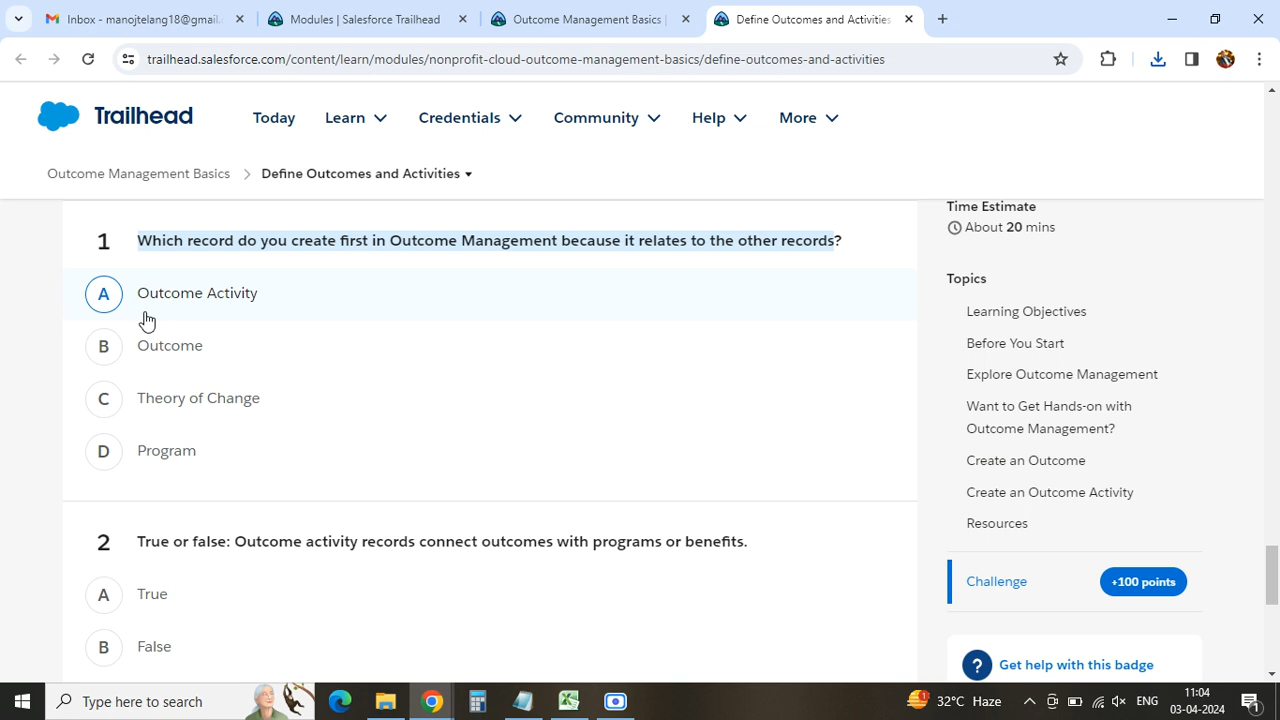 Inbox - manojtelang18@gmail.
Modules | Salesforce Trailhead
Outcome Management Basics |
Define Outcomes and Activities
trailhead.salesforce.com/content/learn/modules/nonprofit-cloud-outcome-management-basics/define-outcomes-and-activities
Trailhead
Today
Learn
Credentials
Community
Help
More
Outcome Management Basics
Define Outcomes and Activities
1 Which record do you create first in Outcome Management because it relates to the other records?
A Outcome Activity
B Outcome
C Theory of Change
D Program
2 True or false: Outcome activity records connect outcomes with programs or benefits.
A True
B False
Time Estimate
About 20 mins
Topics
Learning Objectives
Before You Start
Explore Outcome Management
Want to Get Hands-on with
Outcome Management?
Create an Outcome
Create an Outcome Activity
Resources
Challenge +100 points
? Get help with this badge
Type here to search
1
32°C Haze
ENG
11:04
03-04-2024
1